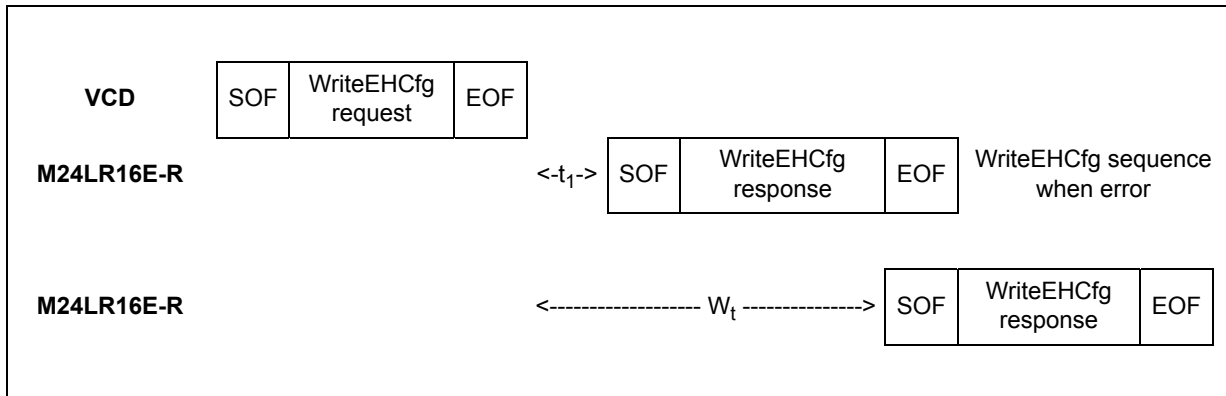 VCD SOF WriteEHCfg request EOF
M24LR16E-R <-t₁-> SOF WriteEHCfg response EOF WriteEHCfg sequence when error
M24LR16E-R <------------------- Wₜ ---------------> SOF WriteEHCfg response EOF